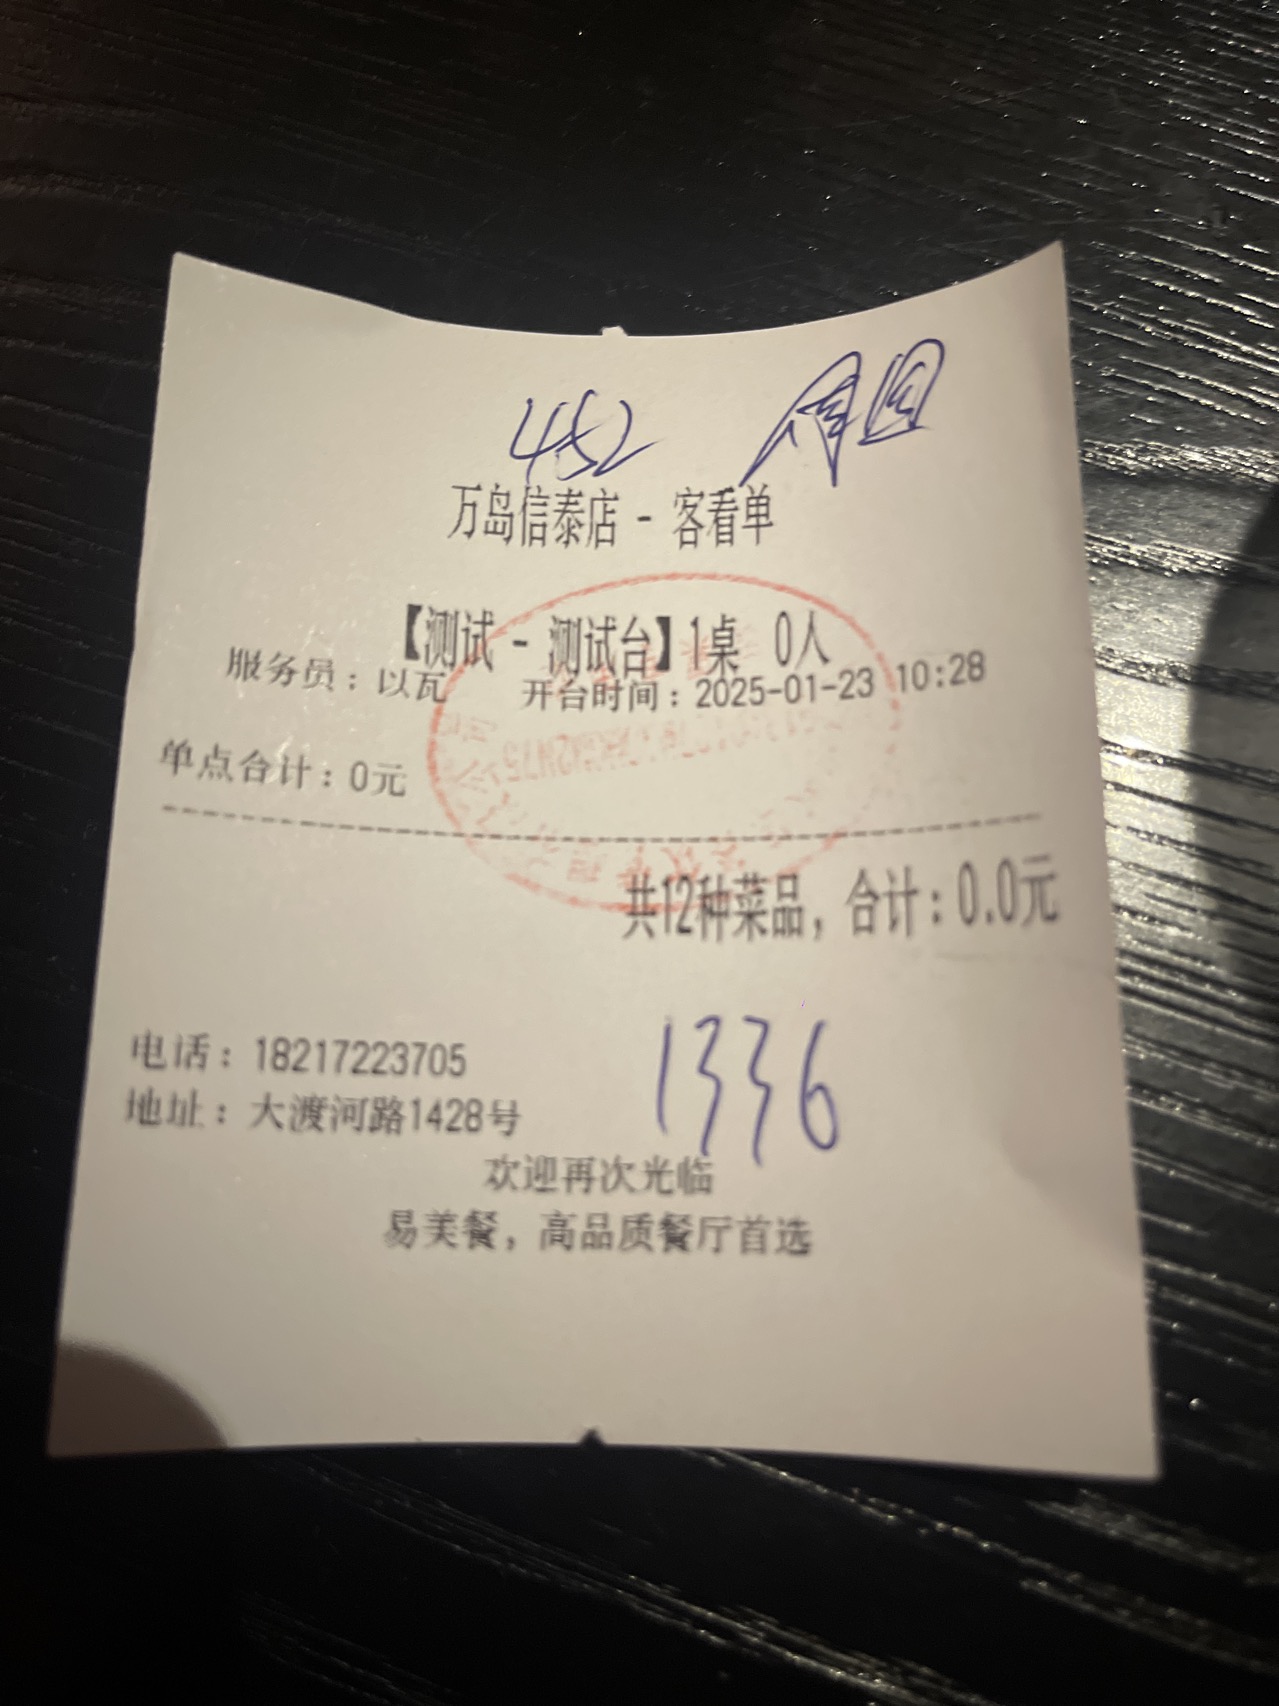 452
万岛信泰店 - 客看单
【测试 - 测试台】1桌 0人
服务员：以瓦 开台时间：2025-01-23 10:28
单点合计：0元
共12种菜品，合计：0.0元
1336
电话：18217223705
地址：大渡河路1428号
欢迎再次光临
易美餐，高品质餐厅首选